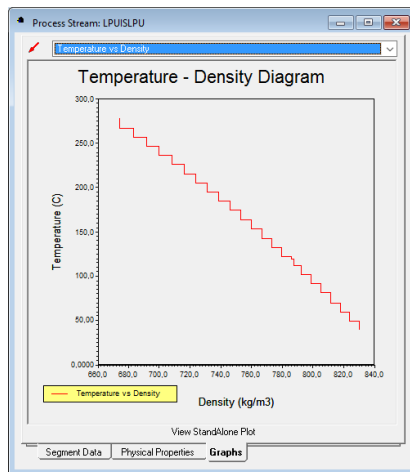 Process Stream: LPUISLPU
Temperature vs Density
Temperature - Density Diagram
300,0
250,0
200,0
150,0
100,0
50,00
0,0000
Temperature (C)
660,0 680,0 700,0 720,0 740,0 760,0 780,0 800,0 820,0 840,0
Temperature vs Density
Density (kg/m3)
View StandAlone Plot
Segment Data Physical Properties Graphs